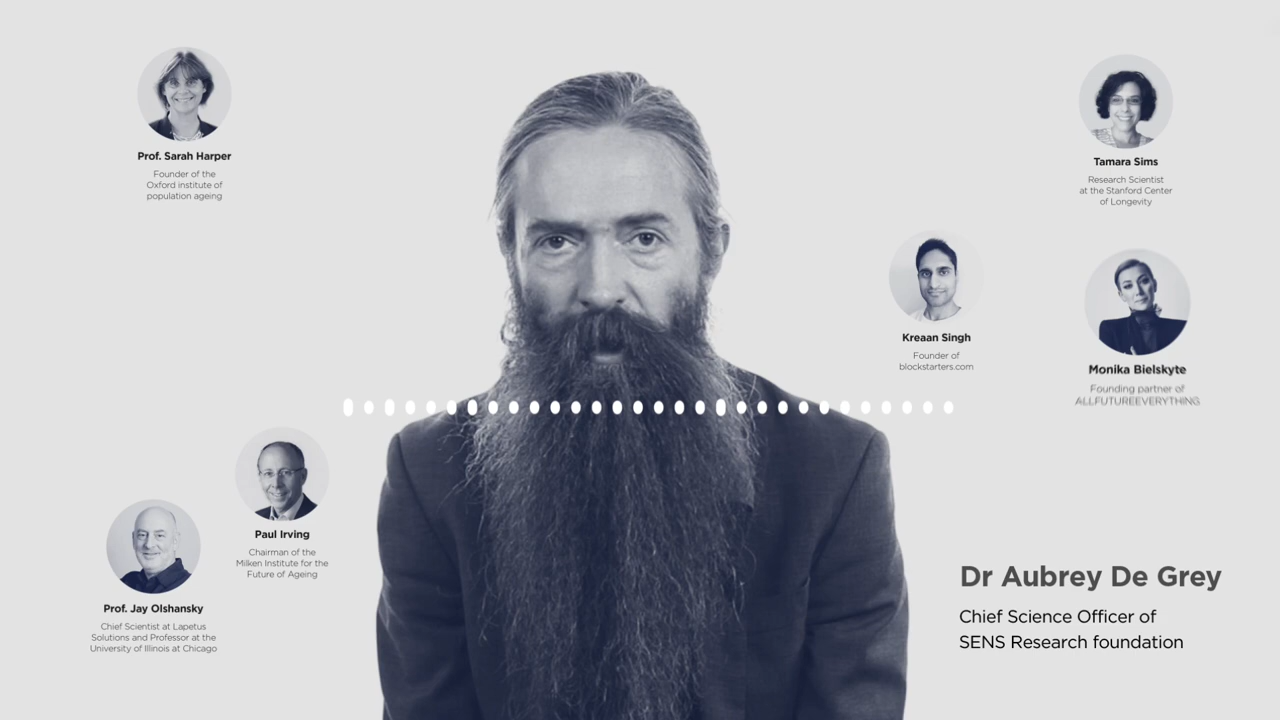 Prof. Sarah Harper
Founder of the
Oxford institute of
population ageing
Tamara Sims
Research Scientist
at the Stanford Center
of Longevity
Kreaan Singh
Founder of
blockstarters.com
Monika Bielskyte
Founding partner of
ALLFUTUREEVERYTHING
Paul Irving
Chairman of the
Milken Institute for the
Future of Ageing
Prof. Jay Olshansky
Chief Scientist at Lapetus
Solutions and Professor at the
University of Illinois at Chicago
Dr Aubrey De Grey
Chief Science Officer of
SENS Research foundation